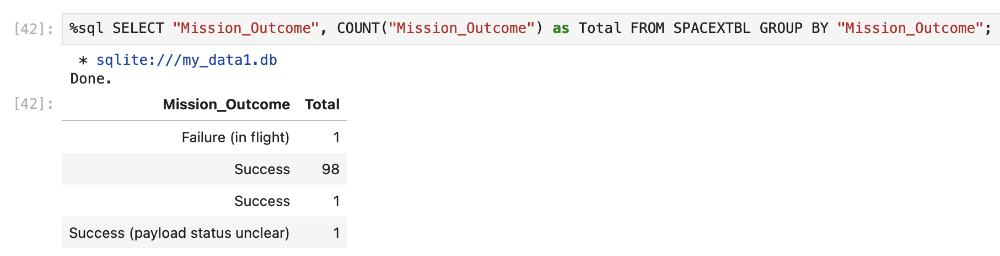 [42]: %sql SELECT "Mission_Outcome", COUNT("Mission_Outcome") as Total FROM SPACEXTBL GROUP BY "Mission_Outcome";
* sqlite:///my_data1.db
Done.
[42]: Mission_Outcome Total
Failure (in flight) 1
Success 98
Success 1
Success (payload status unclear) 1